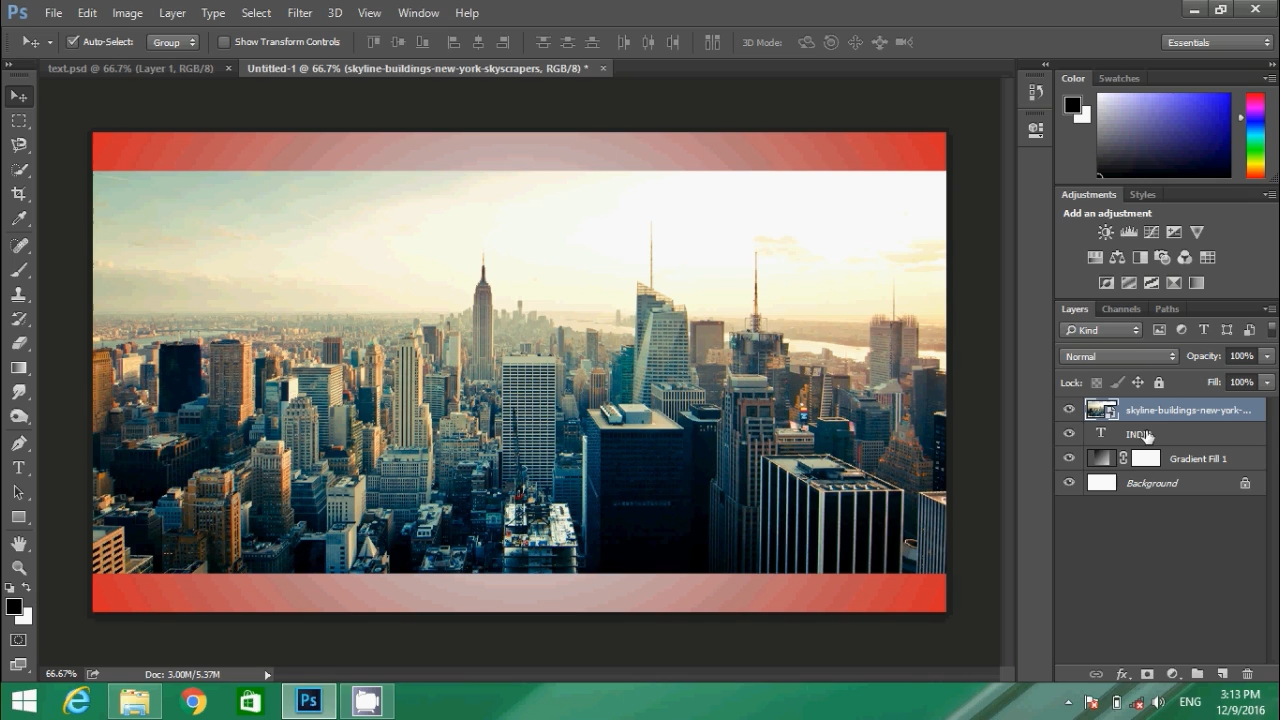 Ps File Edit Image Layer Type Select Filter 3D View Window Help
Auto-Select: Group Show Transform Controls 3D Mode: Essentials
text.psd @ 66.7% (Layer 1, RGB/8) × Untitled-1 @ 66.7% (skyline-buildings-new-york-skyscrapers, RGB/8) * ×
Color Swatches
Adjustments Styles
Add an adjustment
Layers Channels Paths
Kind
Normal Opacity: 100%
Lock: Fill: 100%
skyline-buildings-new-york-...
Gradient Fill 1
Background
66.67% Doc: 3.00M/5.37M
Ps ENG 3:13 PM
12/9/2016